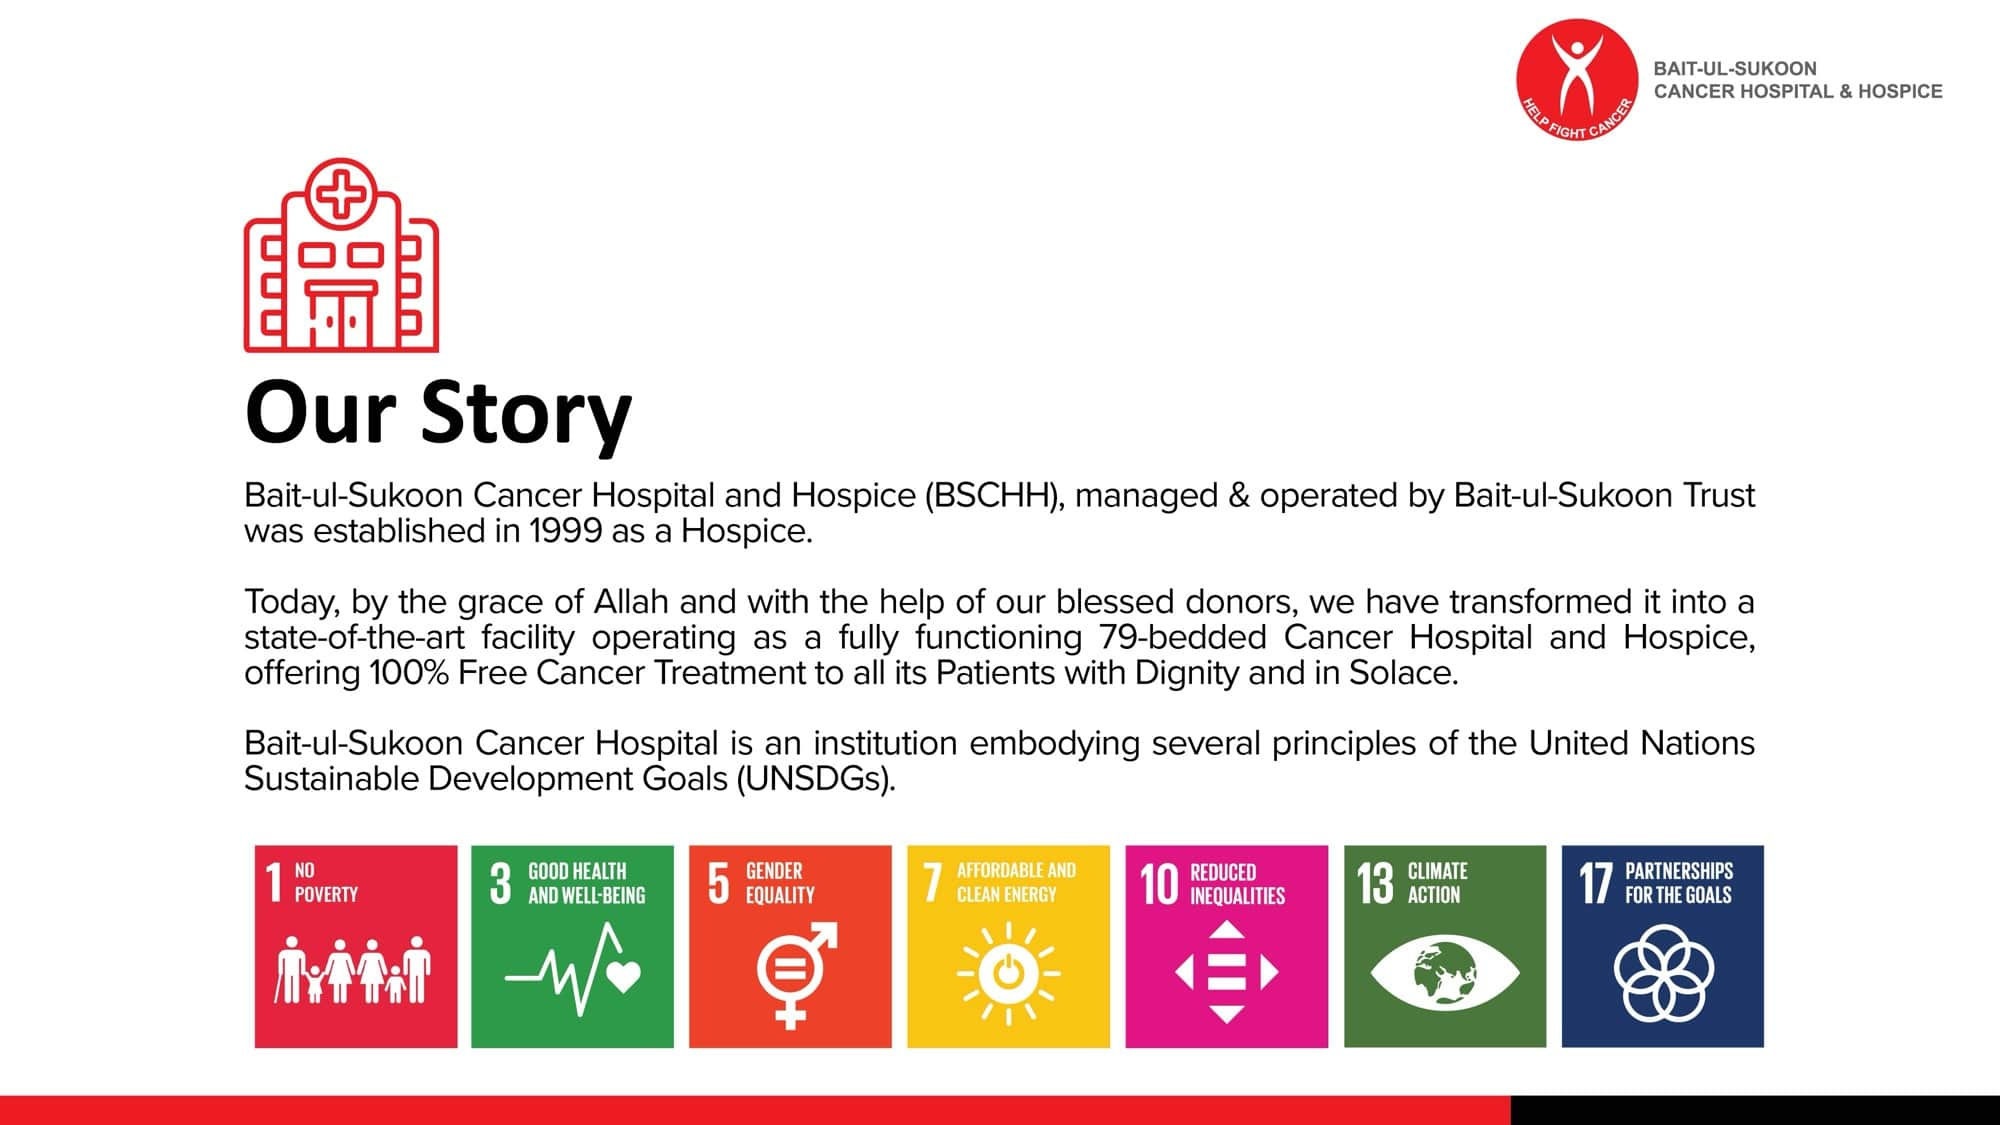 BAIT-UL-SUKOON
CANCER HOSPITAL & HOSPICE
HELP FIGHT CANCER
Our Story
Bait-ul-Sukoon Cancer Hospital and Hospice (BSCHH), managed & operated by Bait-ul-Sukoon Trust
was established in 1999 as a Hospice.
Today, by the grace of Allah and with the help of our blessed donors, we have transformed it into a
state-of-the-art facility operating as a fully functioning 79-bedded Cancer Hospital and Hospice,
offering 100% Free Cancer Treatment to all its Patients with Dignity and in Solace.
Bait-ul-Sukoon Cancer Hospital is an institution embodying several principles of the United Nations
Sustainable Development Goals (UNSDGs).
1 NO
POVERTY
3 GOOD HEALTH
AND WELL-BEING
5 GENDER
EQUALITY
7 AFFORDABLE AND
CLEAN ENERGY
10 REDUCED
INEQUALITIES
13 CLIMATE
ACTION
17 PARTNERSHIPS
FOR THE GOALS